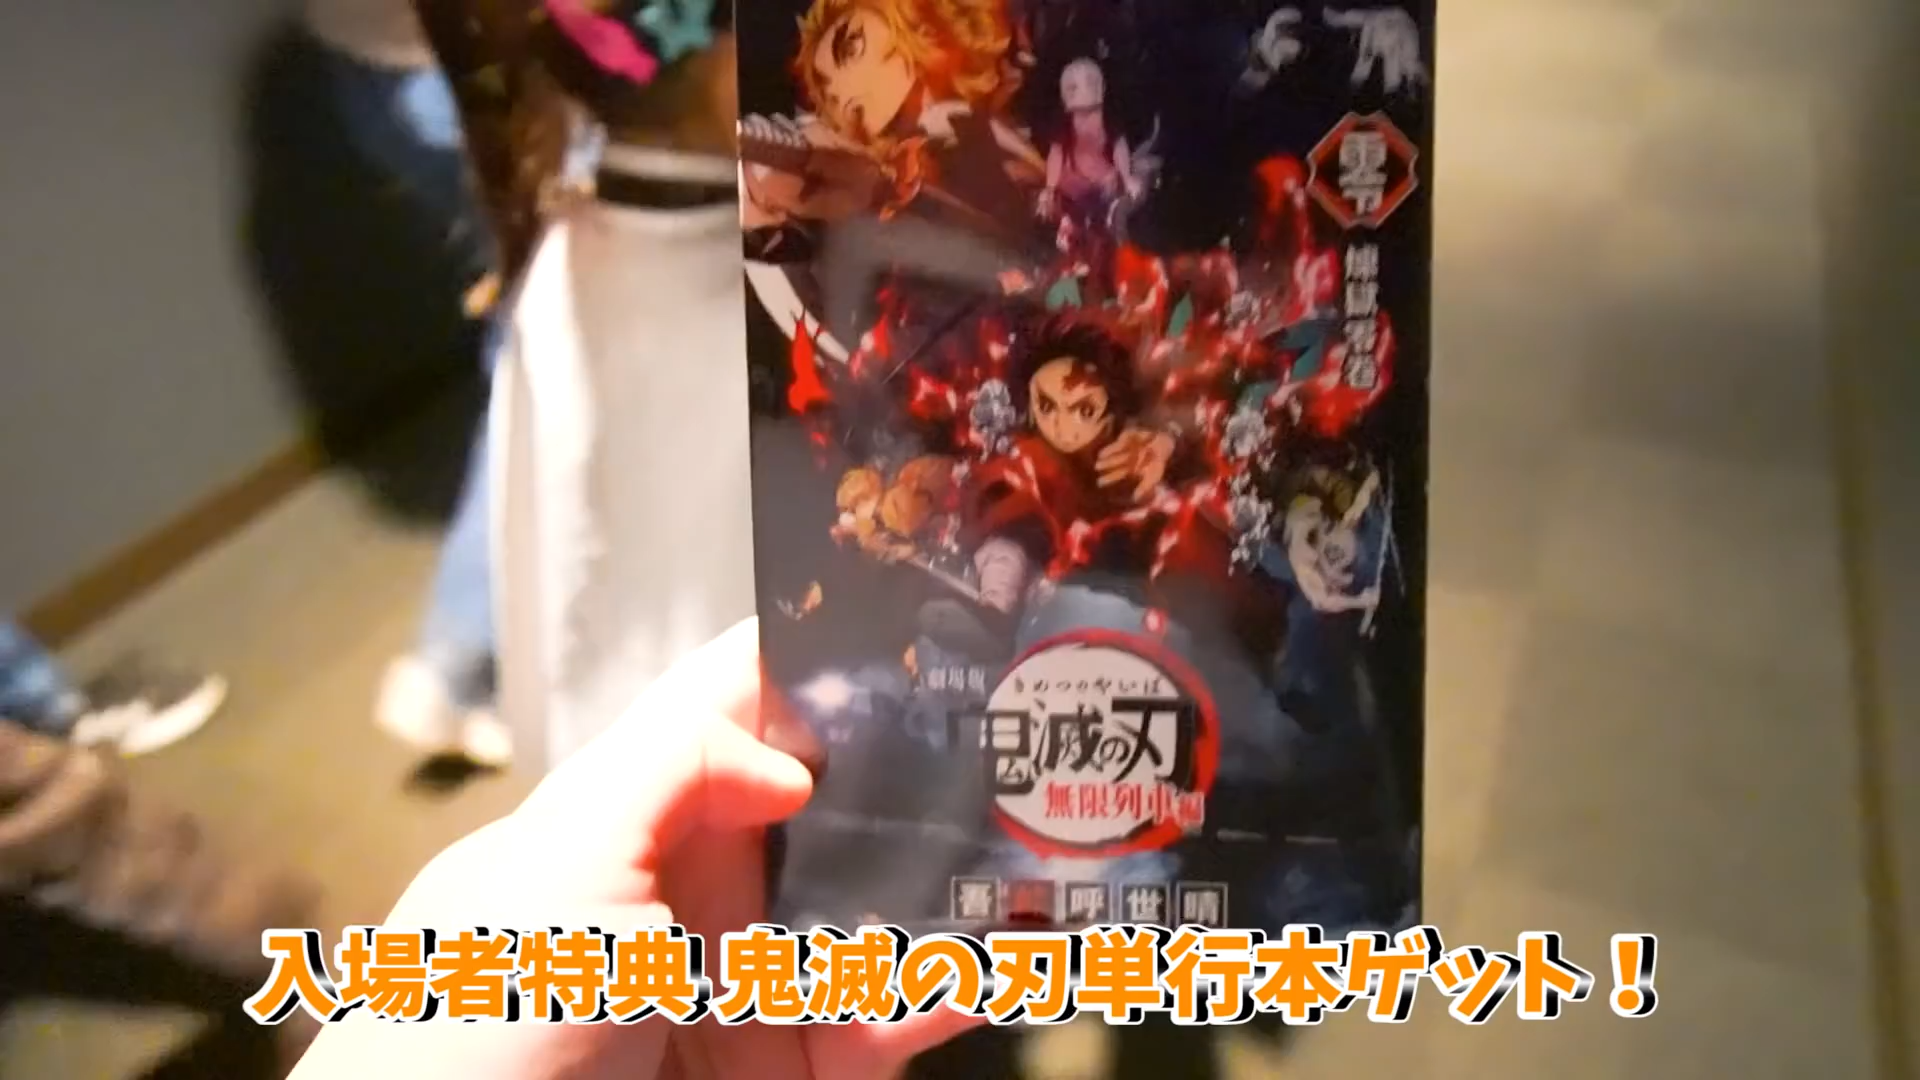 零下
煉獄零巻
劇場版
きめつのやいば
鬼滅の刃
無限列車編
吾峠呼世晴
入場者特典 鬼滅の刃単行本ゲット！